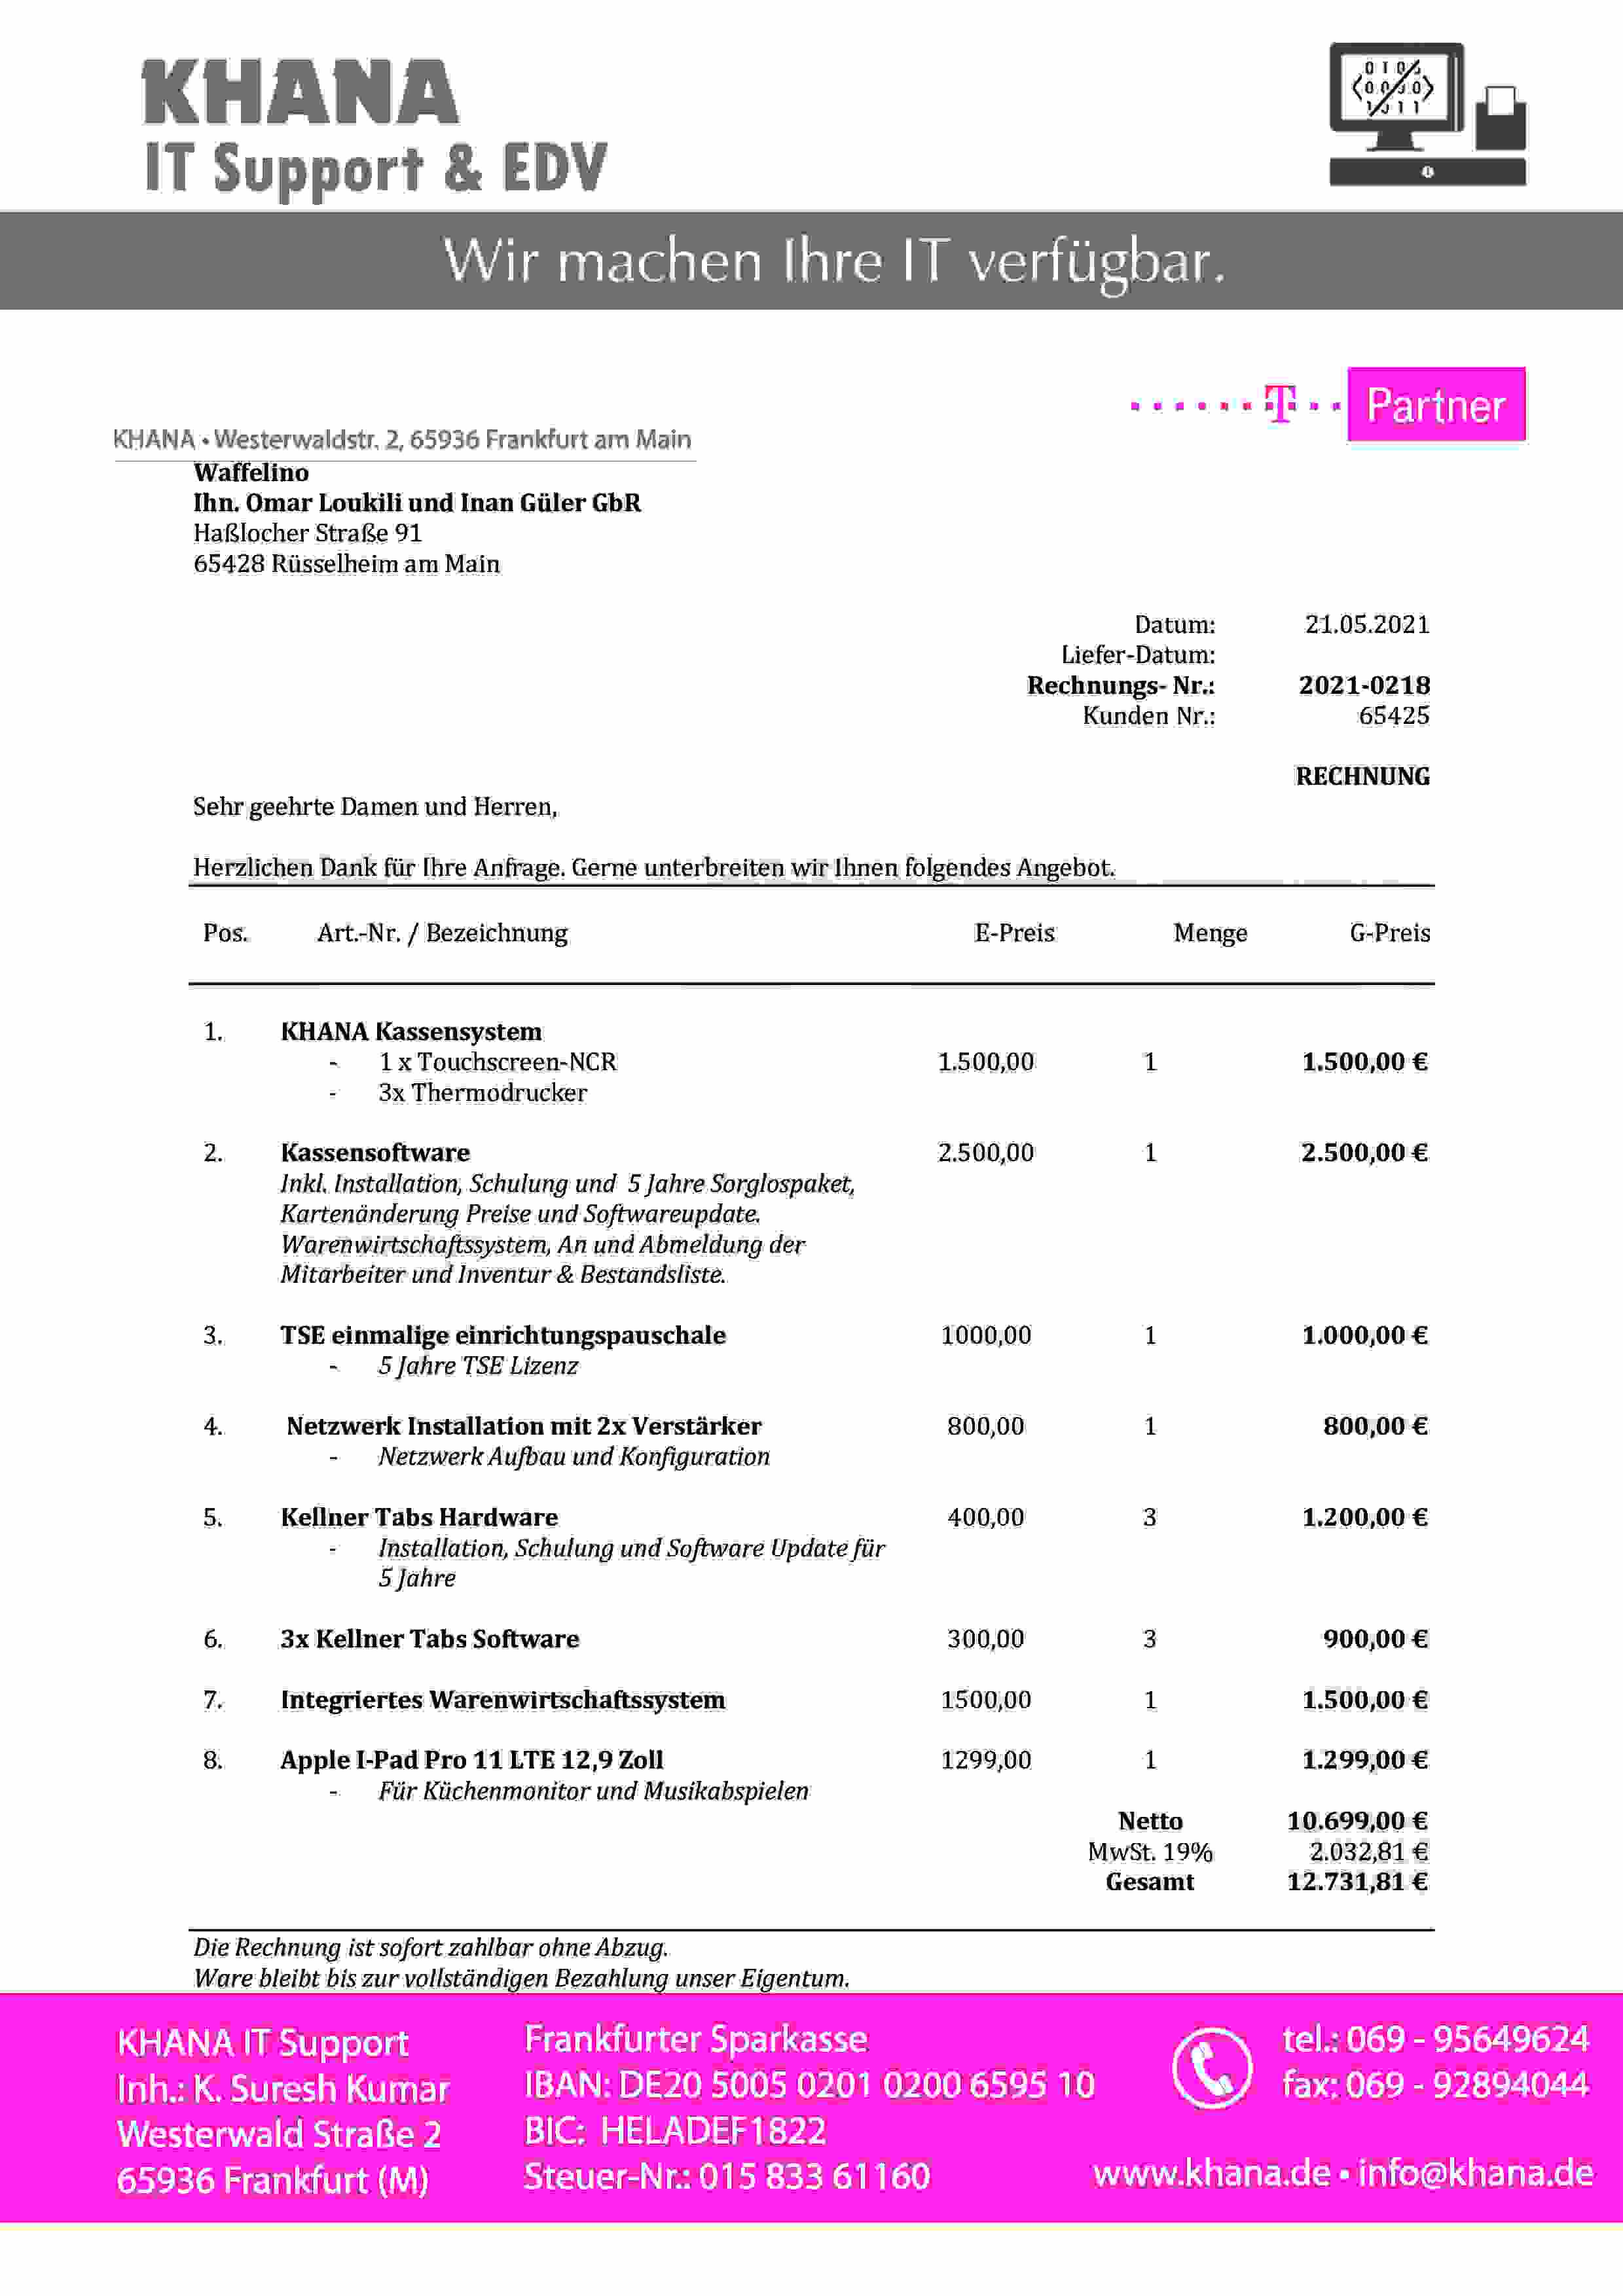 KHANA
IT Support & EDV
Wir machen Ihre IT verfügbar.
T Partner
KHANA • Westerwaldstr. 2, 65936 Frankfurt am Main
Waffelino
Ihn. Omar Loukili und Inan Güler GbR
Haßlocher Straße 91
65428 Rüsselheim am Main
Datum: 21.05.2021
Liefer-Datum:
Rechnungs- Nr.: 2021-0218
Kunden Nr.: 65425
RECHNUNG
Sehr geehrte Damen und Herren,
Herzlichen Dank für Ihre Anfrage. Gerne unterbreiten wir Ihnen folgendes Angebot.
Pos. Art.-Nr. / Bezeichnung E-Preis Menge G-Preis
1. KHANA Kassensystem
- 1 x Touchscreen-NCR 1.500,00 1 1.500,00 €
- 3x Thermodrucker
2. Kassensoftware 2.500,00 1 2.500,00 €
Inkl. Installation, Schulung und 5 Jahre Sorglospaket,
Kartenänderung Preise und Softwareupdate.
Warenwirtschaftssystem, An und Abmeldung der
Mitarbeiter und Inventur & Bestandsliste.
3. TSE einmalige einrichtungspauschale 1000,00 1 1.000,00 €
- 5 Jahre TSE Lizenz
4. Netzwerk Installation mit 2x Verstärker 800,00 1 800,00 €
- Netzwerk Aufbau und Konfiguration
5. Kellner Tabs Hardware 400,00 3 1.200,00 €
- Installation, Schulung und Software Update für
5 Jahre
6. 3x Kellner Tabs Software 300,00 3 900,00 €
7. Integriertes Warenwirtschaftssystem 1500,00 1 1.500,00 €
8. Apple I-Pad Pro 11 LTE 12,9 Zoll 1299,00 1 1.299,00 €
- Für Küchenmonitor und Musikabspielen
Netto 10.699,00 €
MwSt. 19% 2.032,81 €
Gesamt 12.731,81 €
Die Rechnung ist sofort zahlbar ohne Abzug.
Ware bleibt bis zur vollständigen Bezahlung unser Eigentum.
KHANA IT Support
Inh.: K. Suresh Kumar
Westerwald Straße 2
65936 Frankfurt (M)
Frankfurter Sparkasse
IBAN: DE20 5005 0201 0200 6595 10
BIC: HELADEF1822
Steuer-Nr.: 015 833 61160
tel.: 069 - 95649624
fax: 069 - 92894044
www.khana.de • info@khana.de